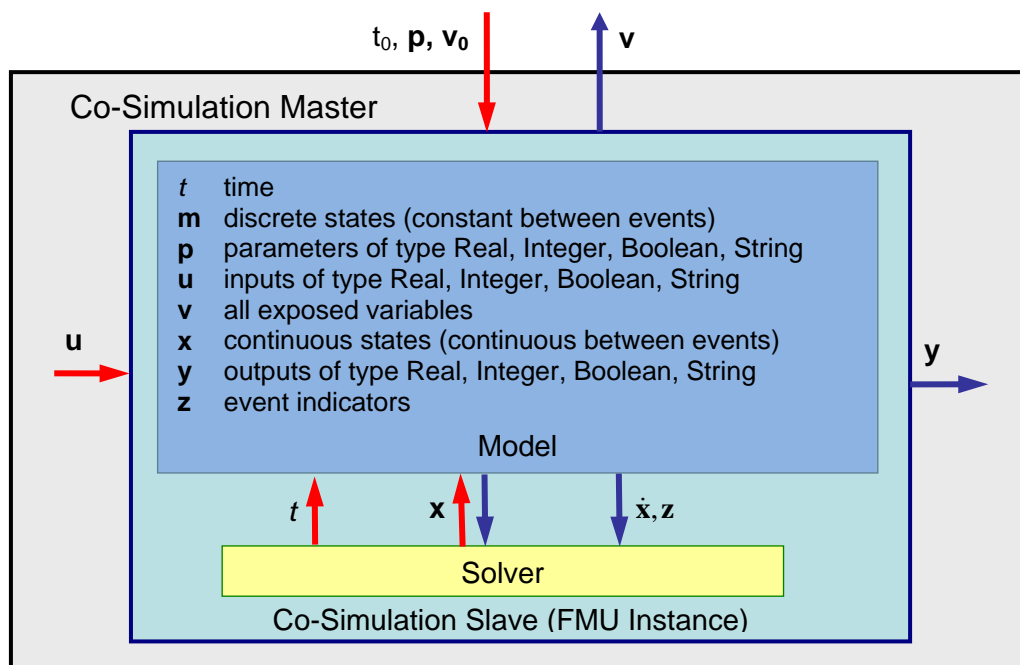 t₀, p, v₀
v
Co-Simulation Master
t time
m discrete states (constant between events)
p parameters of type Real, Integer, Boolean, String
u inputs of type Real, Integer, Boolean, String
v all exposed variables
x continuous states (continuous between events)
y outputs of type Real, Integer, Boolean, String
z event indicators
u
y
Model
t
x
ẋ, z
Solver
Co-Simulation Slave (FMU Instance)